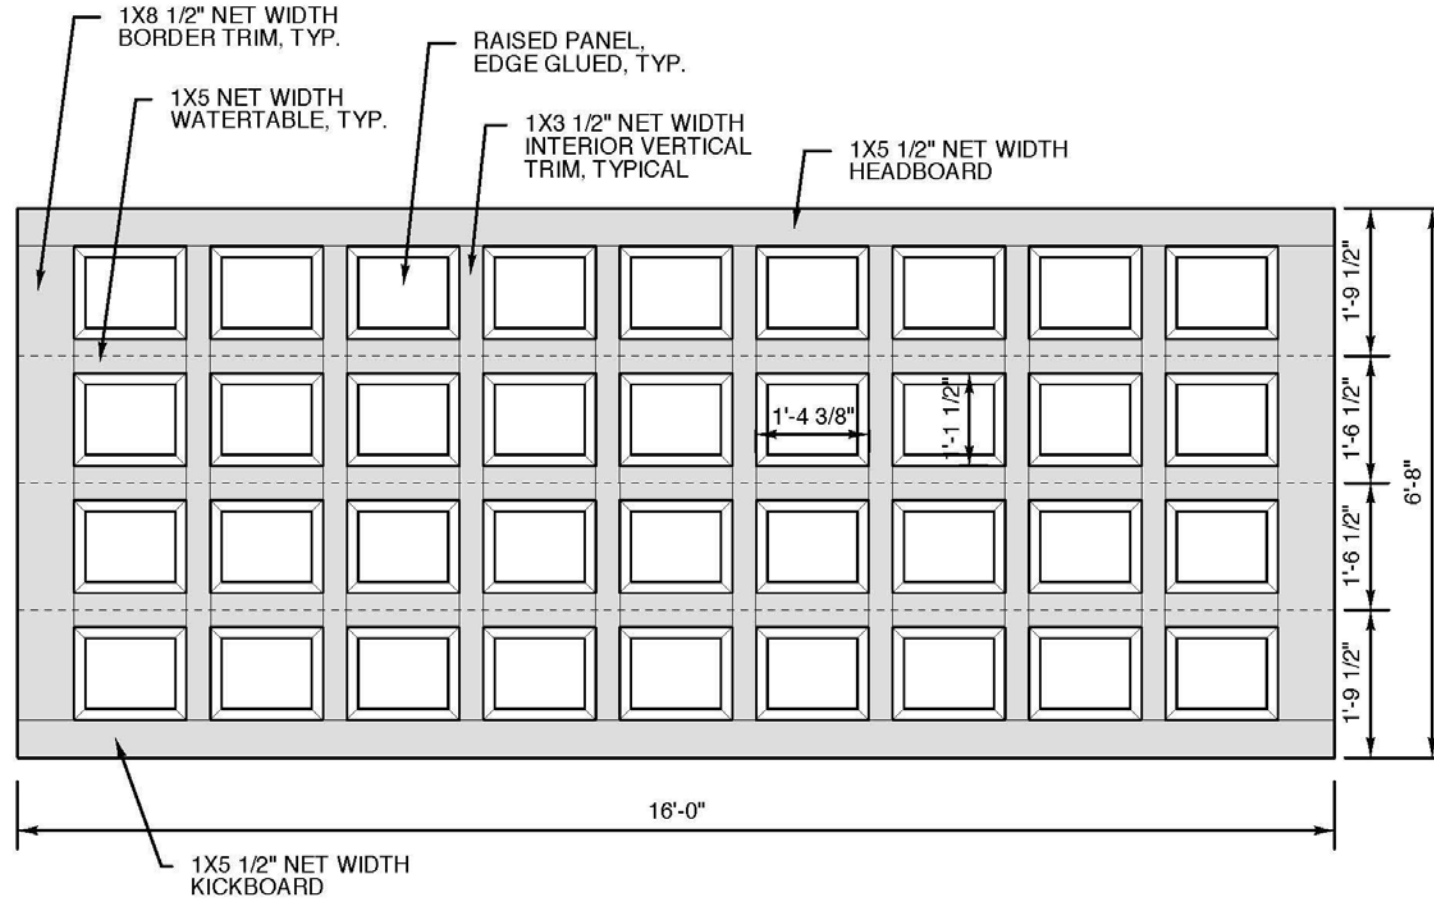 1X8 1/2" NET WIDTH
BORDER TRIM, TYP.
RAISED PANEL,
EDGE GLUED, TYP.
1X5 NET WIDTH
WATERTABLE, TYP.
1X3 1/2" NET WIDTH
INTERIOR VERTICAL
TRIM, TYPICAL
1X5 1/2" NET WIDTH
HEADBOARD
1'-9 1/2"
1'-6 1/2"
1'-4 3/8"
1'-1 1/2"
6'-8"
1'-6 1/2"
1'-9 1/2"
16'-0"
1X5 1/2" NET WIDTH
KICKBOARD